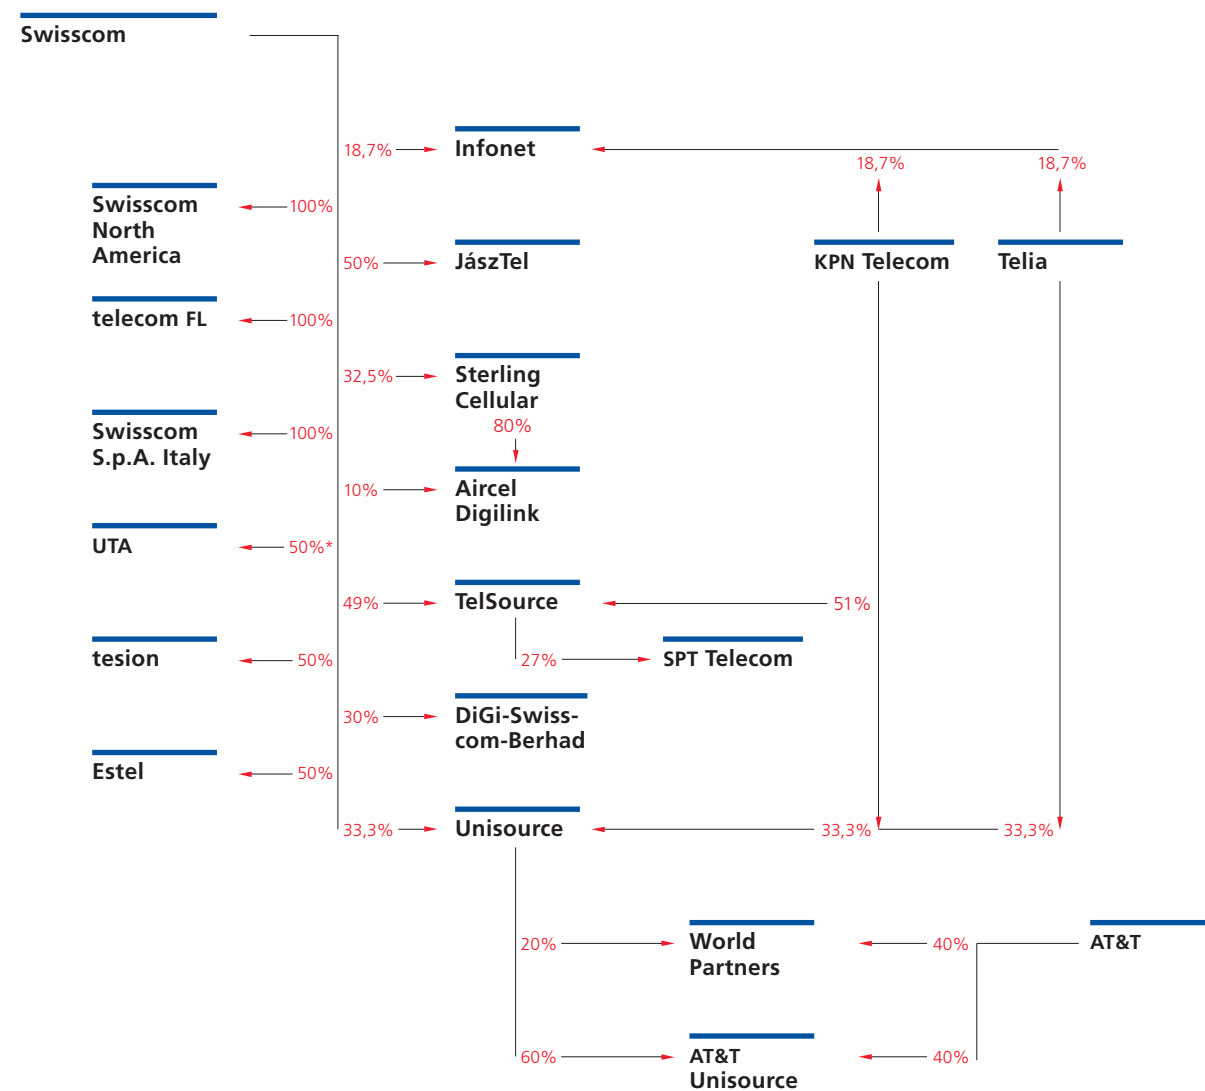 Swisscom
18,7%
Infonet
18,7%
18,7%
Swisscom
North
America
100%
50%
JászTel
KPN Telecom
Telia
telecom FL
100%
32,5%
Sterling
Cellular
80%
Swisscom
S.p.A. Italy
100%
10%
Aircel
Digilink
UTA
50%*
49%
TelSource
51%
tesion
50%
27%
SPT Telecom
30%
DiGi-Swiss-
com-Berhad
Estel
50%
33,3%
Unisource
33,3%
33,3%
20%
World
Partners
40%
AT&T
60%
AT&T
Unisource
40%